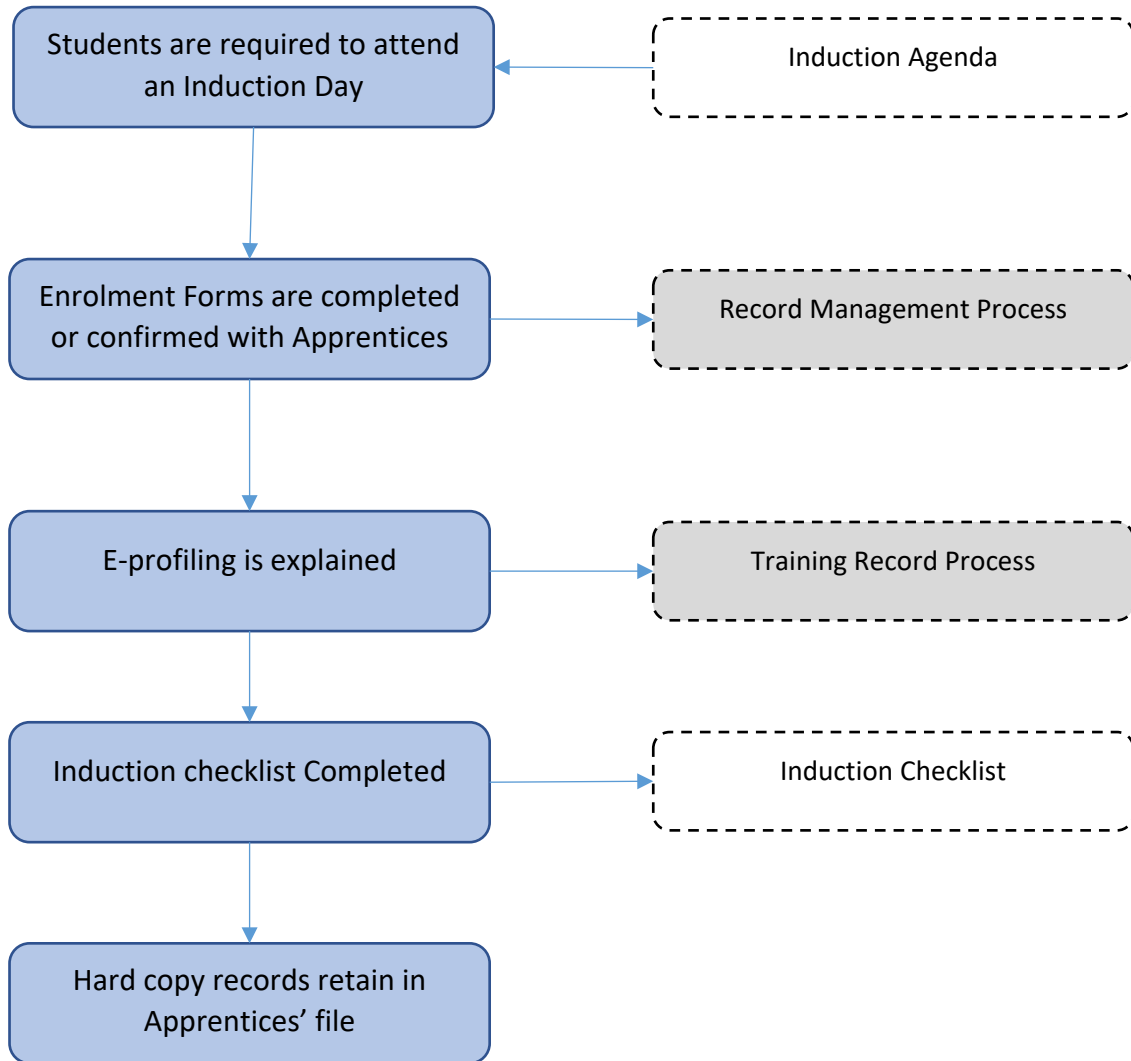 Students are required to attend
an Induction Day
Induction Agenda
Enrolment Forms are completed
or confirmed with Apprentices
Record Management Process
E-profiling is explained
Training Record Process
Induction checklist Completed
Induction Checklist
Hard copy records retain in
Apprentices’ file